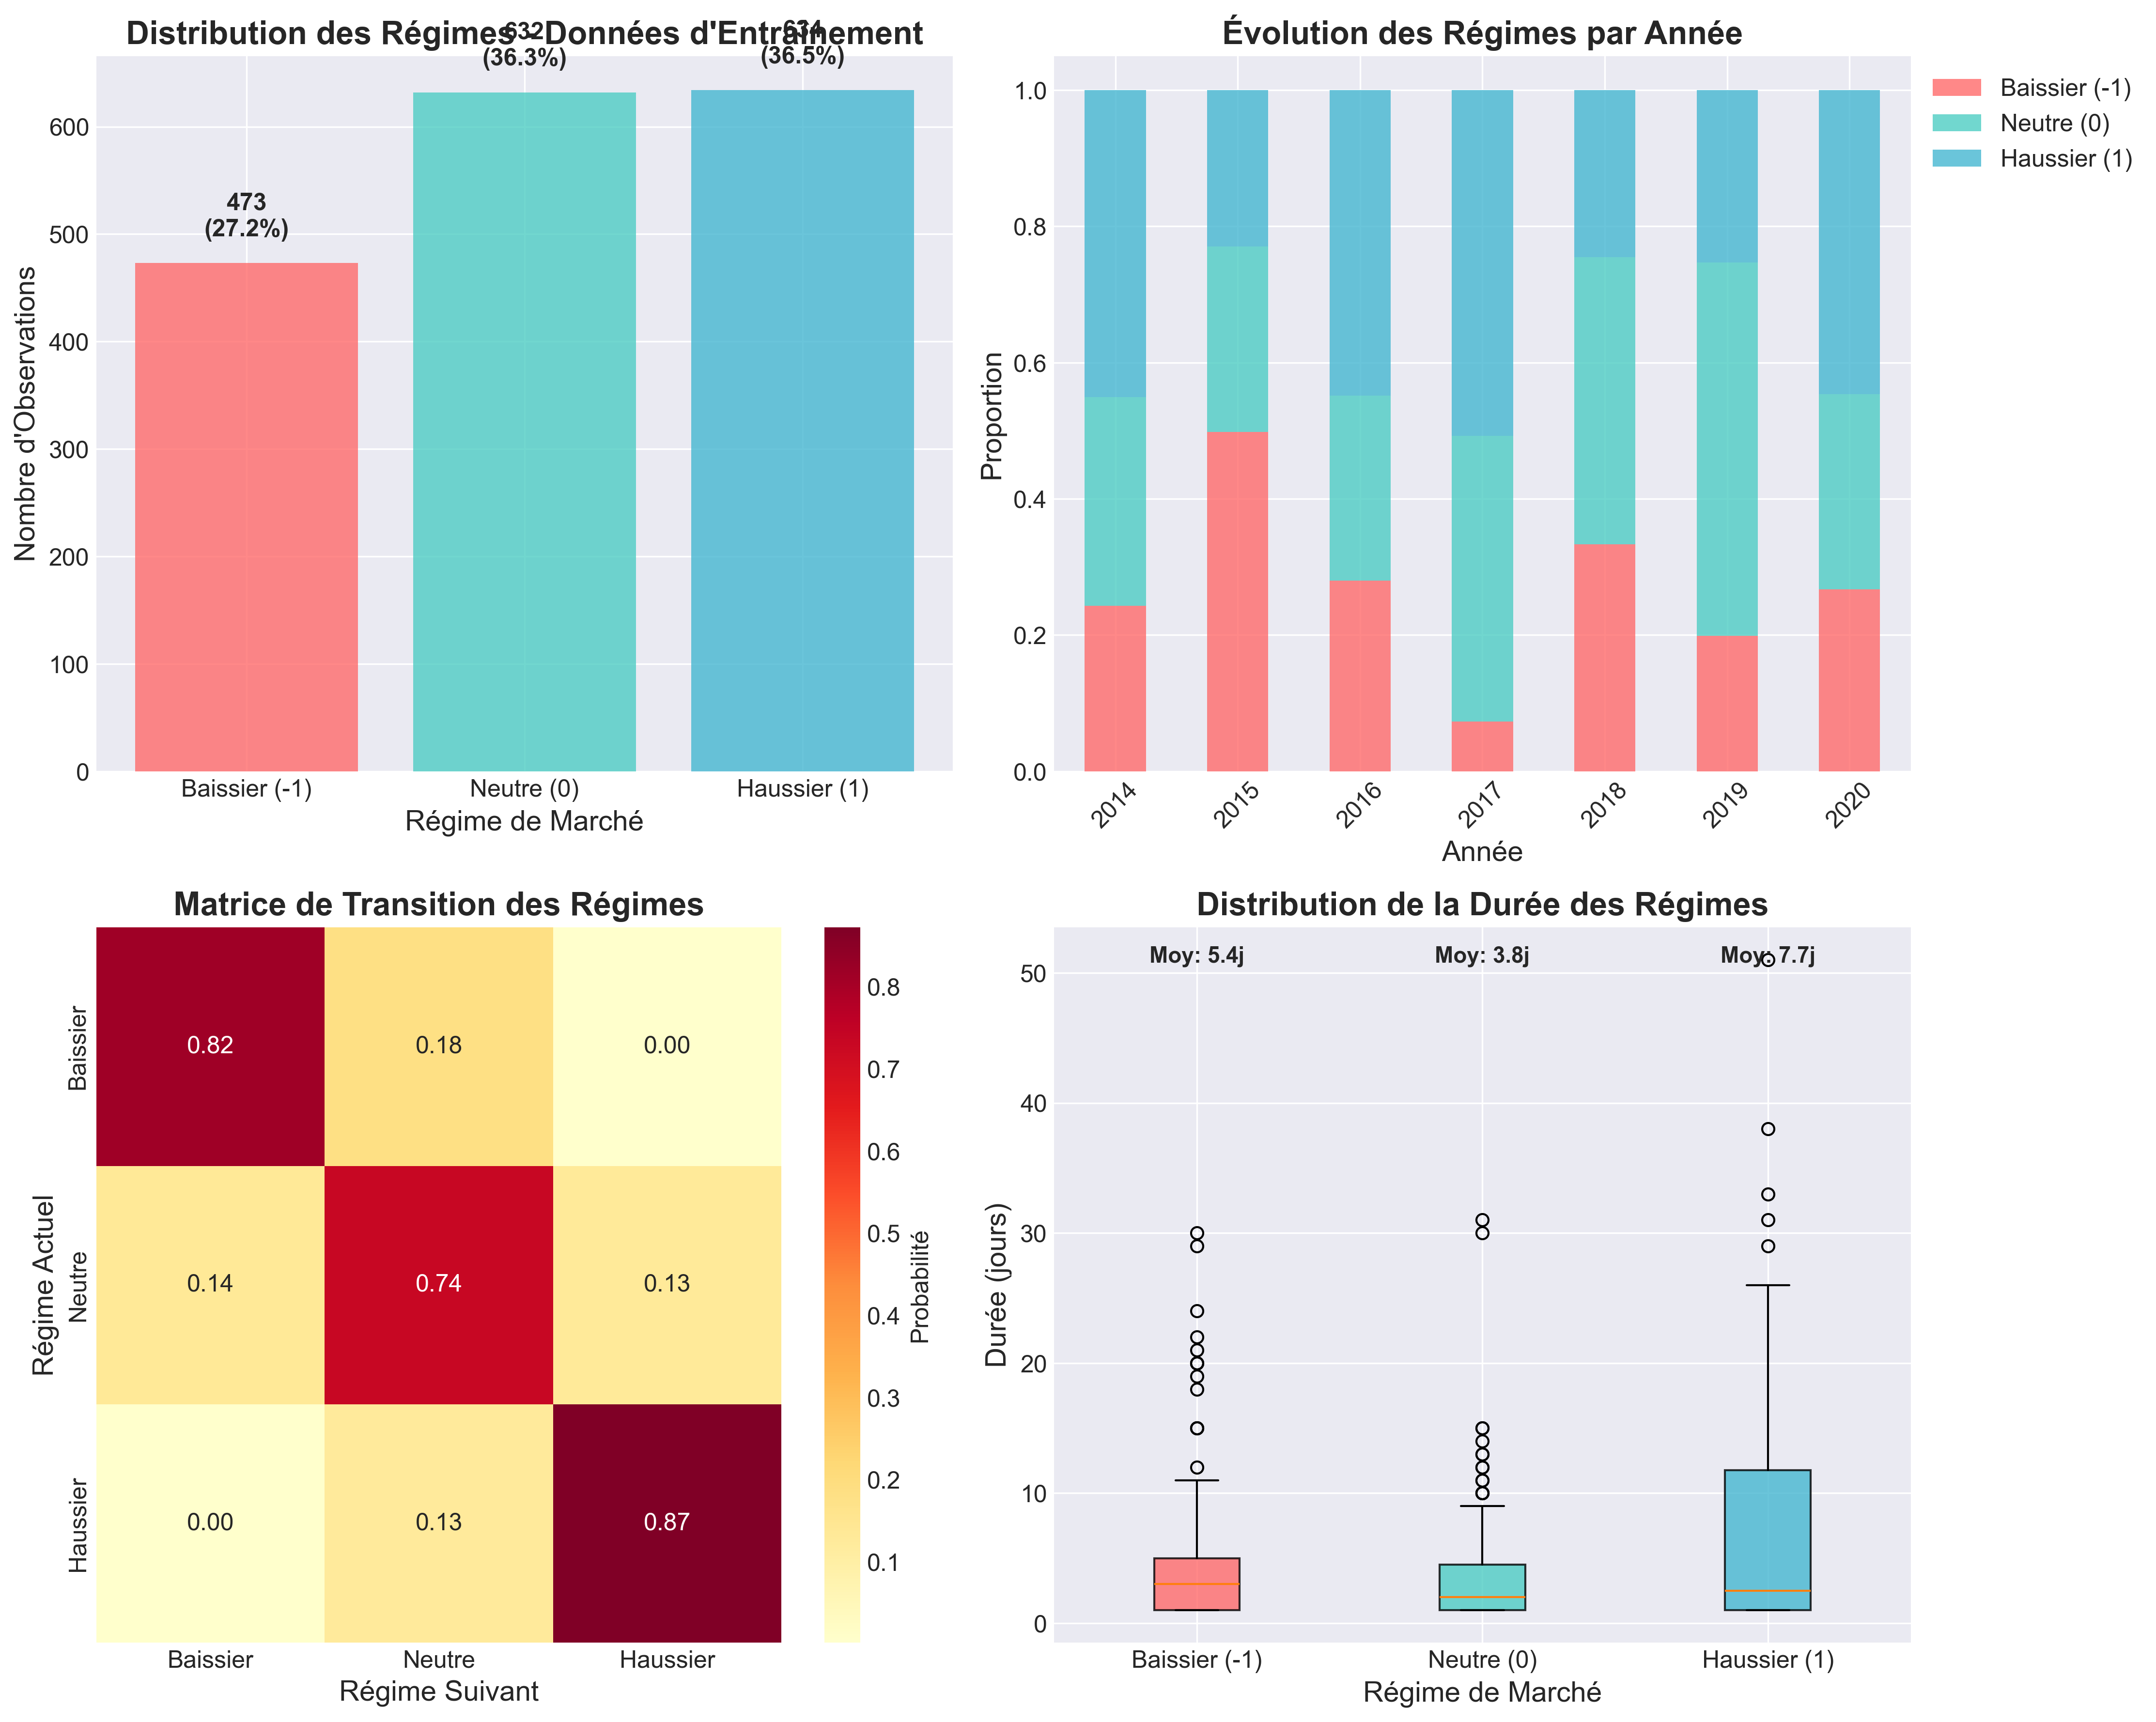 Distribution des Régimes - Données d'Entraînement
632
(36.3%)
634
(36.5%)
473
(27.2%)
600
500
400
300
200
100
0
Nombre d'Observations
Baissier (-1)
Neutre (0)
Haussier (1)
Régime de Marché
Évolution des Régimes par Année
Baissier (-1)
Neutre (0)
Haussier (1)
1.0
0.8
0.6
0.4
0.2
0.0
Proportion
2014
2015
2016
2017
2018
2019
2020
Année
Matrice de Transition des Régimes
Régime Actuel
Baissier
Neutre
Haussier
0.82
0.18
0.00
0.14
0.74
0.13
0.00
0.13
0.87
Baissier
Neutre
Haussier
Régime Suivant
0.8
0.7
0.6
0.5
0.4
0.3
0.2
0.1
Probabilité
Distribution de la Durée des Régimes
Moy: 5.4j
Moy: 3.8j
Moy: 7.7j
50
40
30
20
10
0
Durée (jours)
Baissier (-1)
Neutre (0)
Haussier (1)
Régime de Marché